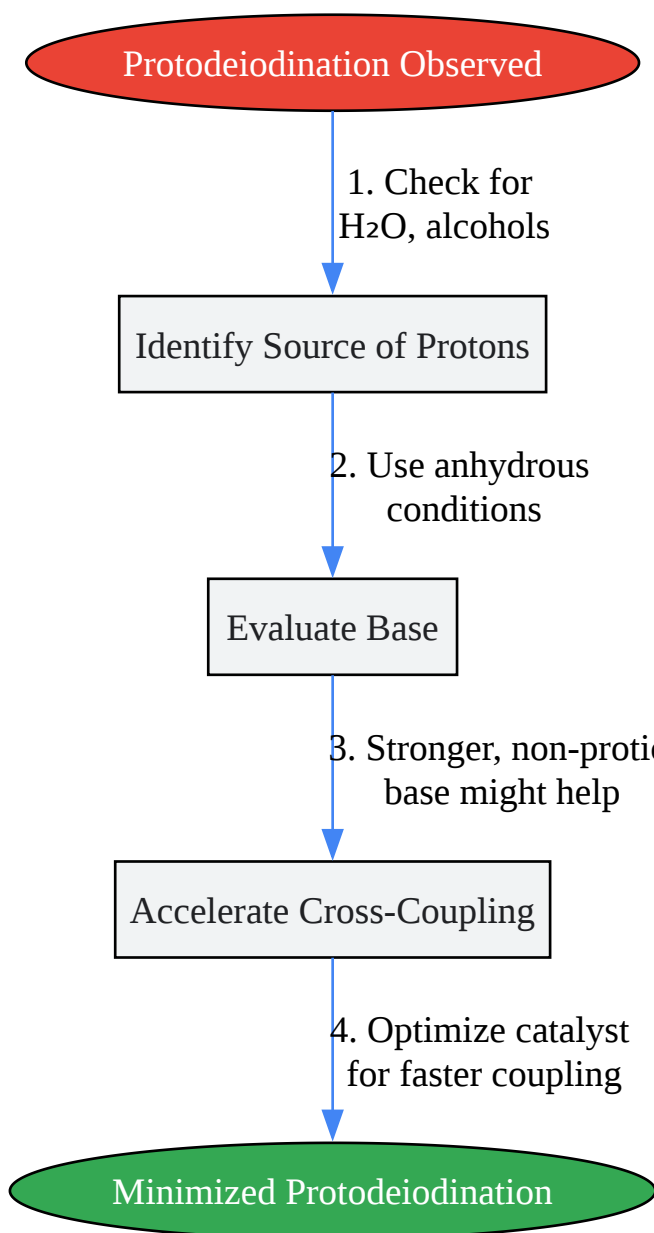 Protodeiodination Observed
1. Check for
H₂O, alcohols
Identify Source of Protons
2. Use anhydrous
conditions
Evaluate Base
3. Stronger, non-protic
base might help
Accelerate Cross-Coupling
4. Optimize catalyst
for faster coupling
Minimized Protodeiodination